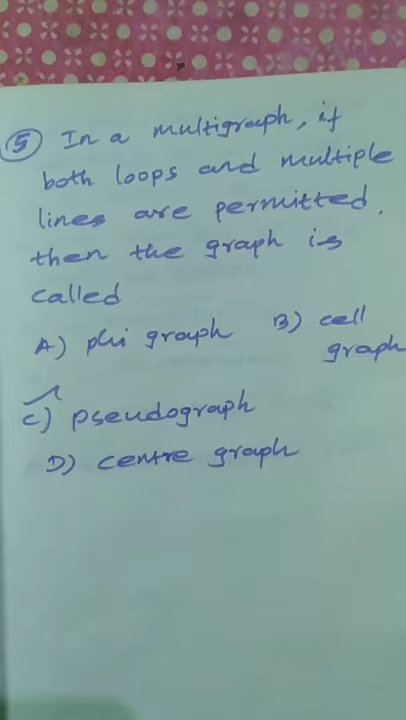 5 In a multigraph, if
both loops and multiple
lines are permitted.
then the graph is
called
A) phi graph B) cell
graph
C) pseudograph
D) centre graph